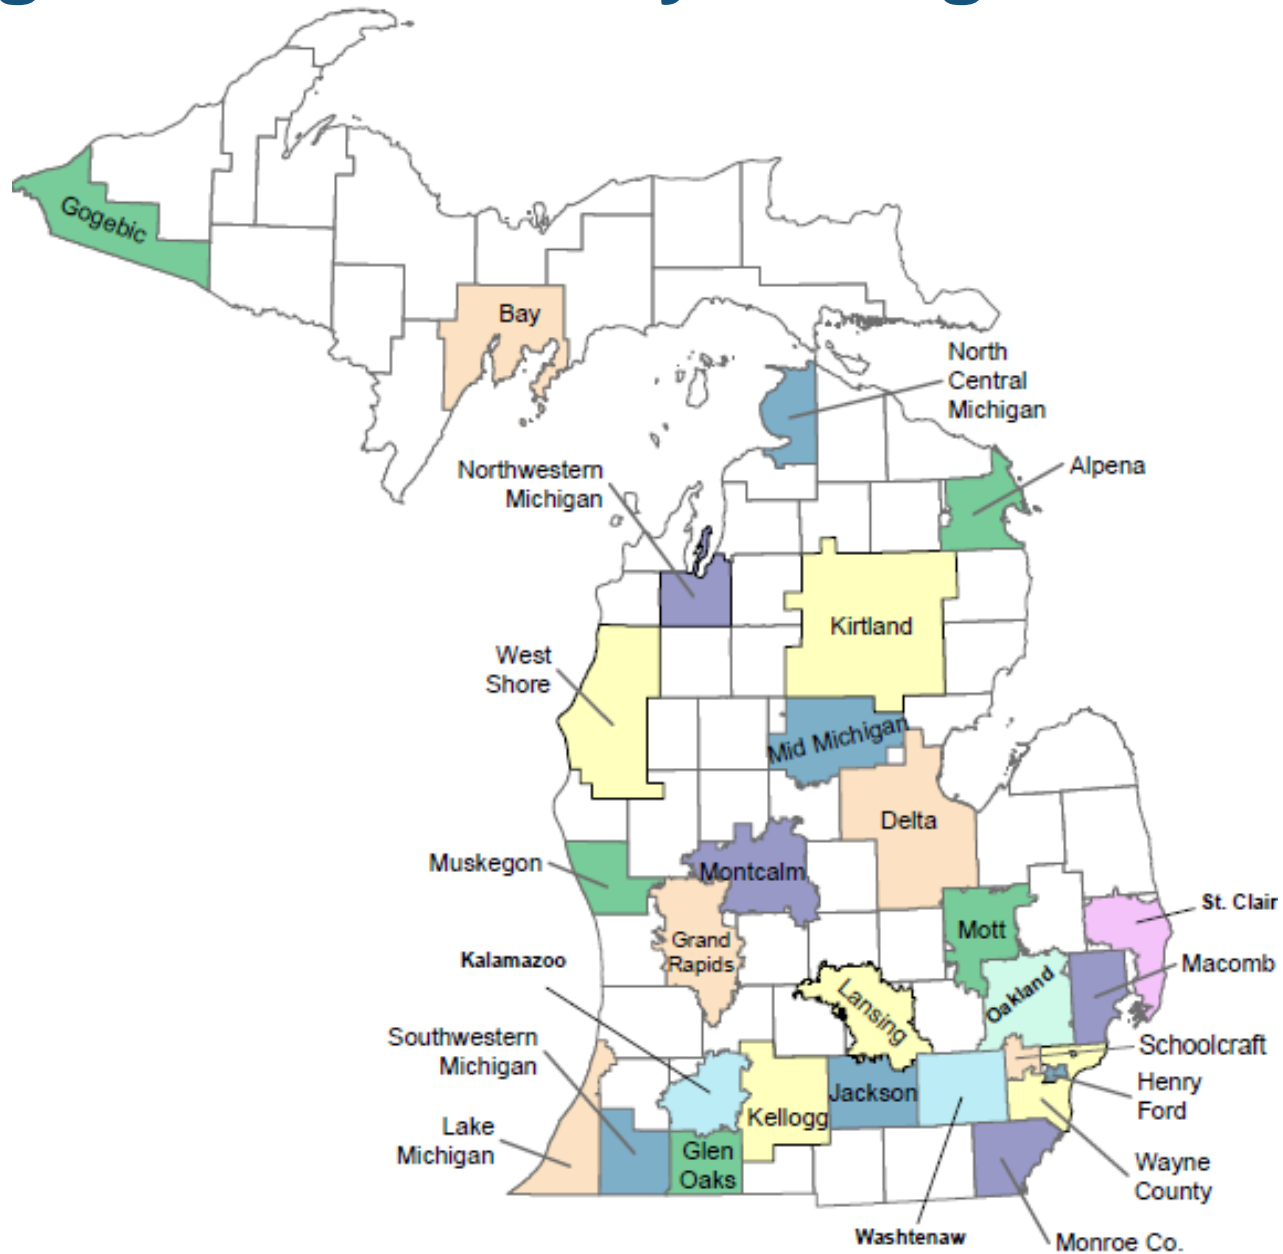 Gogebic
Bay
North
Central
Michigan
Northwestern
Michigan
Alpena
Kirtland
West
Shore
Mid Michigan
Delta
Muskegon
Montcalm
St. Clair
Mott
Grand
Rapids
Kalamazoo
Macomb
Oakland
Lansing
Southwestern
Michigan
Schoolcraft
Henry
Ford
Jackson
Kellogg
Lake
Michigan
Glen
Oaks
Wayne
County
Washtenaw
Monroe Co.